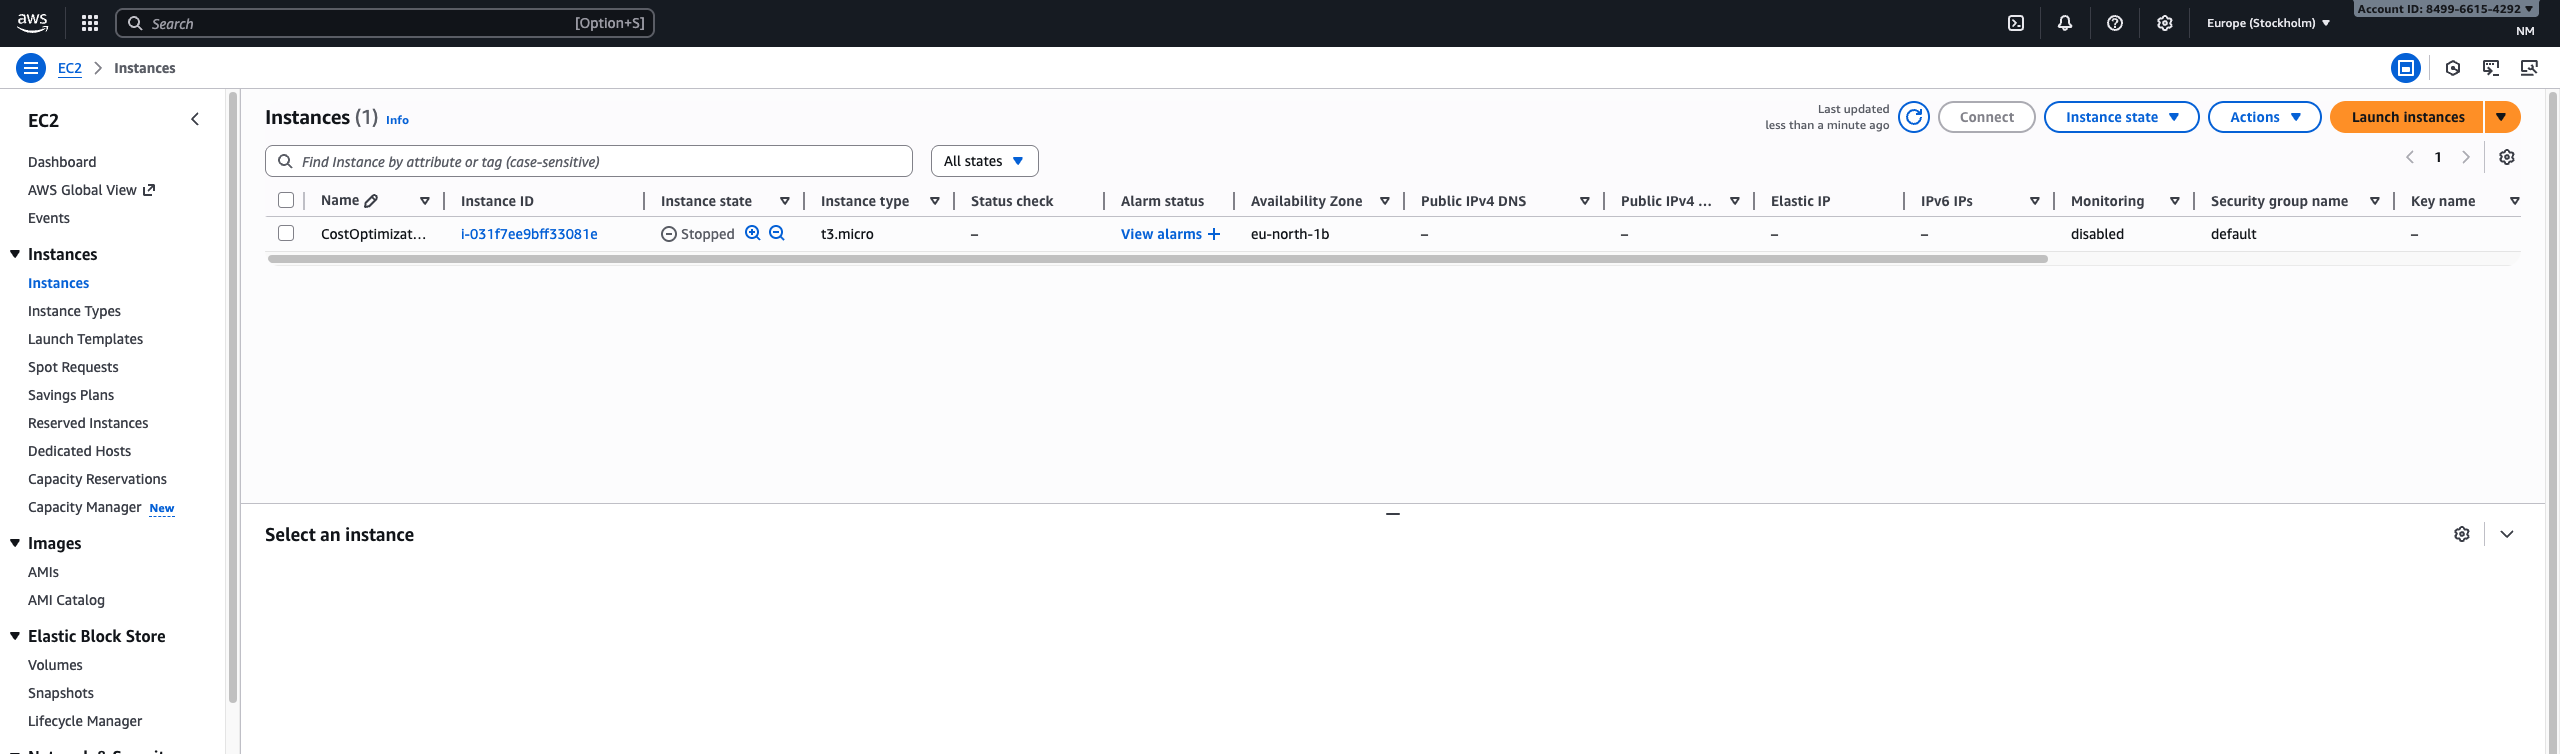 aws
Search [Option+S]
Europe (Stockholm)
Account ID: 8499-6615-4292
NM
EC2 Instances
EC2
Dashboard
AWS Global View
Events
Instances
Instances
Instance Types
Launch Templates
Spot Requests
Savings Plans
Reserved Instances
Dedicated Hosts
Capacity Reservations
Capacity Manager New
Images
AMIs
AMI Catalog
Elastic Block Store
Volumes
Snapshots
Lifecycle Manager
Instances (1) Info
Last updated
less than a minute ago
Connect
Instance state
Actions
Launch instances
Find Instance by attribute or tag (case-sensitive)
All states
1
Name Instance ID Instance state Instance type Status check Alarm status Availability Zone Public IPv4 DNS Public IPv4 ... Elastic IP IPv6 IPs Monitoring Security group name Key name
CostOptimizat... i-031f7ee9bff33081e Stopped t3.micro – View alarms + eu-north-1b – – – – disabled default –
Select an instance